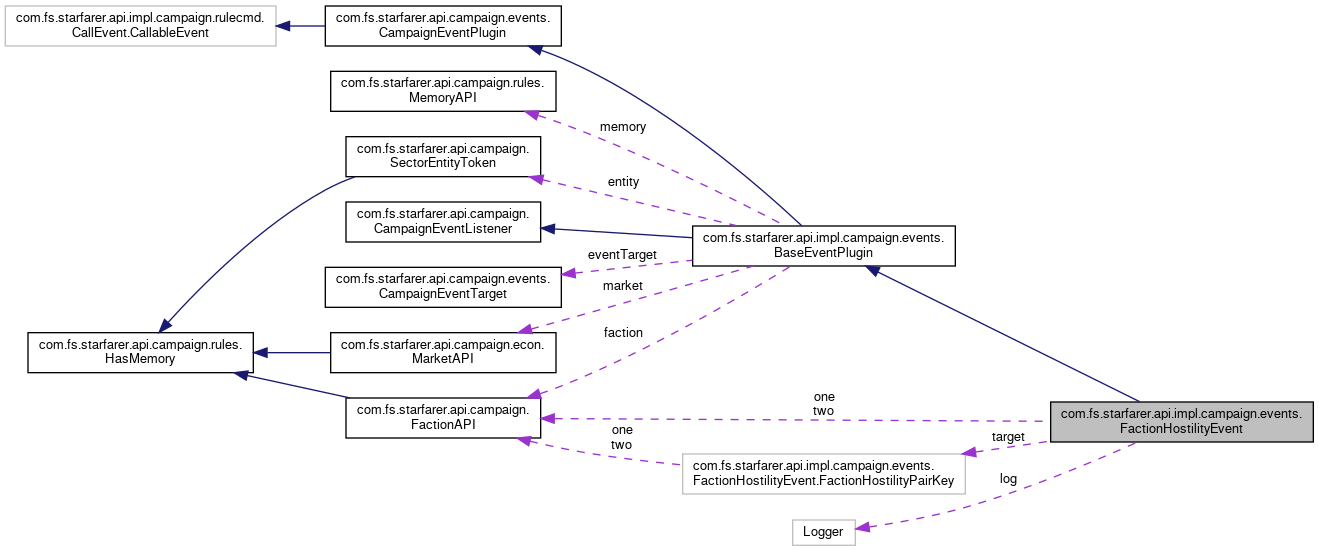 com.fs.starfarer.api.impl.campaign.rulecmd.
CallEvent.CallableEvent
com.fs.starfarer.api.campaign.events.
CampaignEventPlugin
com.fs.starfarer.api.campaign.rules.
MemoryAPI
memory
com.fs.starfarer.api.campaign.
SectorEntityToken
entity
com.fs.starfarer.api.campaign.
CampaignEventListener
com.fs.starfarer.api.impl.campaign.events.
BaseEventPlugin
eventTarget
com.fs.starfarer.api.campaign.events.
CampaignEventTarget
market
com.fs.starfarer.api.campaign.rules.
HasMemory
com.fs.starfarer.api.campaign.econ.
MarketAPI
faction
com.fs.starfarer.api.campaign.
FactionAPI
one
two
com.fs.starfarer.api.impl.campaign.events.
FactionHostilityEvent
one
two
target
com.fs.starfarer.api.impl.campaign.events.
FactionHostilityEvent.FactionHostilityPairKey
log
Logger